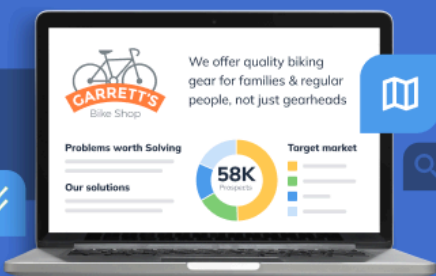 We offer quality biking
gear for families & regular
people, not just gearheads
GARRETT'S
Bike Shop
Problems worth Solving
Our solutions
58K
Prospects
Target market